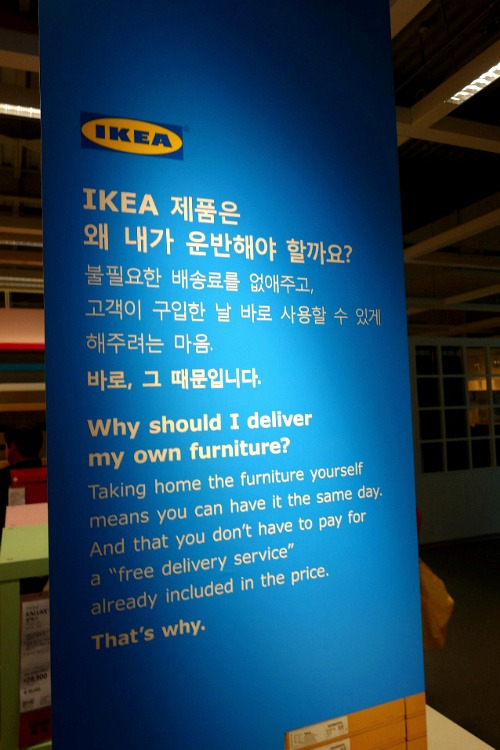 IKEA
IKEA 제품은
왜 내가 운반해야 할까요?
불필요한 배송료를 없애주고,
고객이 구입한 날 바로 사용할 수 있게
해주려는 마음.
바로, 그 때문입니다.
Why should I deliver
my own furniture?
Taking home the furniture yourself
means you can have it the same day.
And that you don't have to pay for
a “free delivery service”
already included in the price.
That's why.